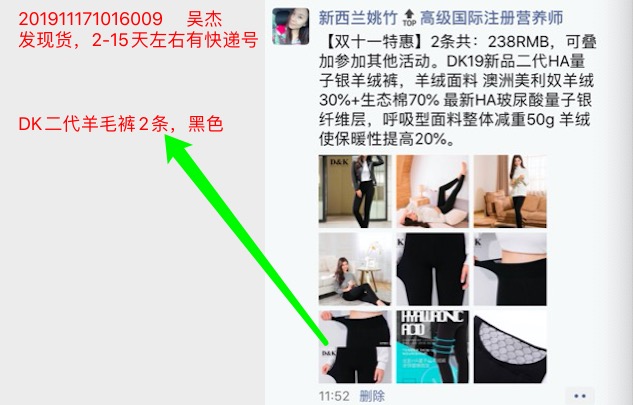 201911171016009 吴杰
发现货，2-15天左右有快递号
DK二代羊毛裤2条，黑色
新西兰姚竹 TOP 高级国际注册营养师
【双十一特惠】2条共：238RMB，可叠
加参加其他活动。DK19新品二代HA量
子银羊绒裤，羊绒面料 澳洲美利奴羊绒
30%+生态棉70% 最新HA玻尿酸量子银
纤维层，呼吸型面料整体减重50g 羊绒
使保暖性提高20%。
D&K
D&K
HYALURONIC
ACID
11:52 删除